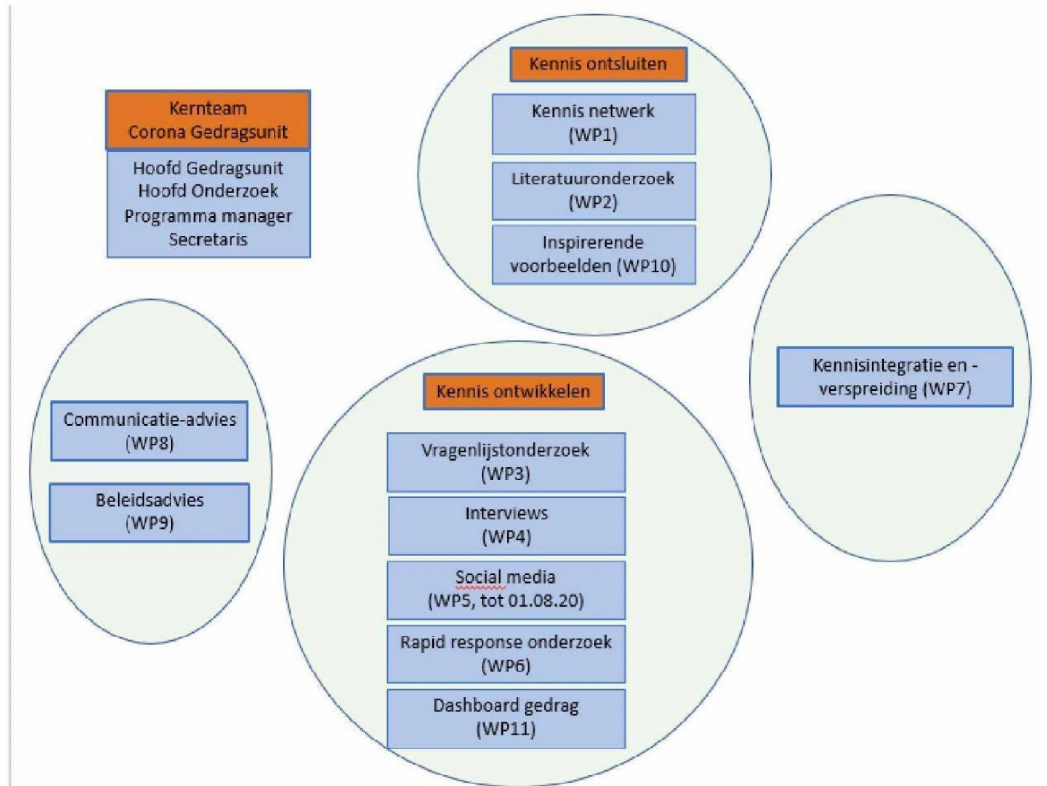 Kernteam
Corona Gedragsunit
Hoofd Gedragsunit
Hoofd Onderzoek
Programma manager
Secretaris
Kennis ontsluiten
Kennis netwerk
(WP1)
Literatuuronderzoek
(WP2)
Inspirerende
voorbeelden (WP10)
Kennisintegratie en -
verspreiding (WP7)
Communicatie-advies
(WP8)
Beleidsadvies
(WP9)
Kennis ontwikkelen
Vragenlijstonderzoek
(WP3)
Interviews
(WP4)
Social media
(WP5, tot 01.08.20)
Rapid response onderzoek
(WP6)
Dashboard gedrag
(WP11)